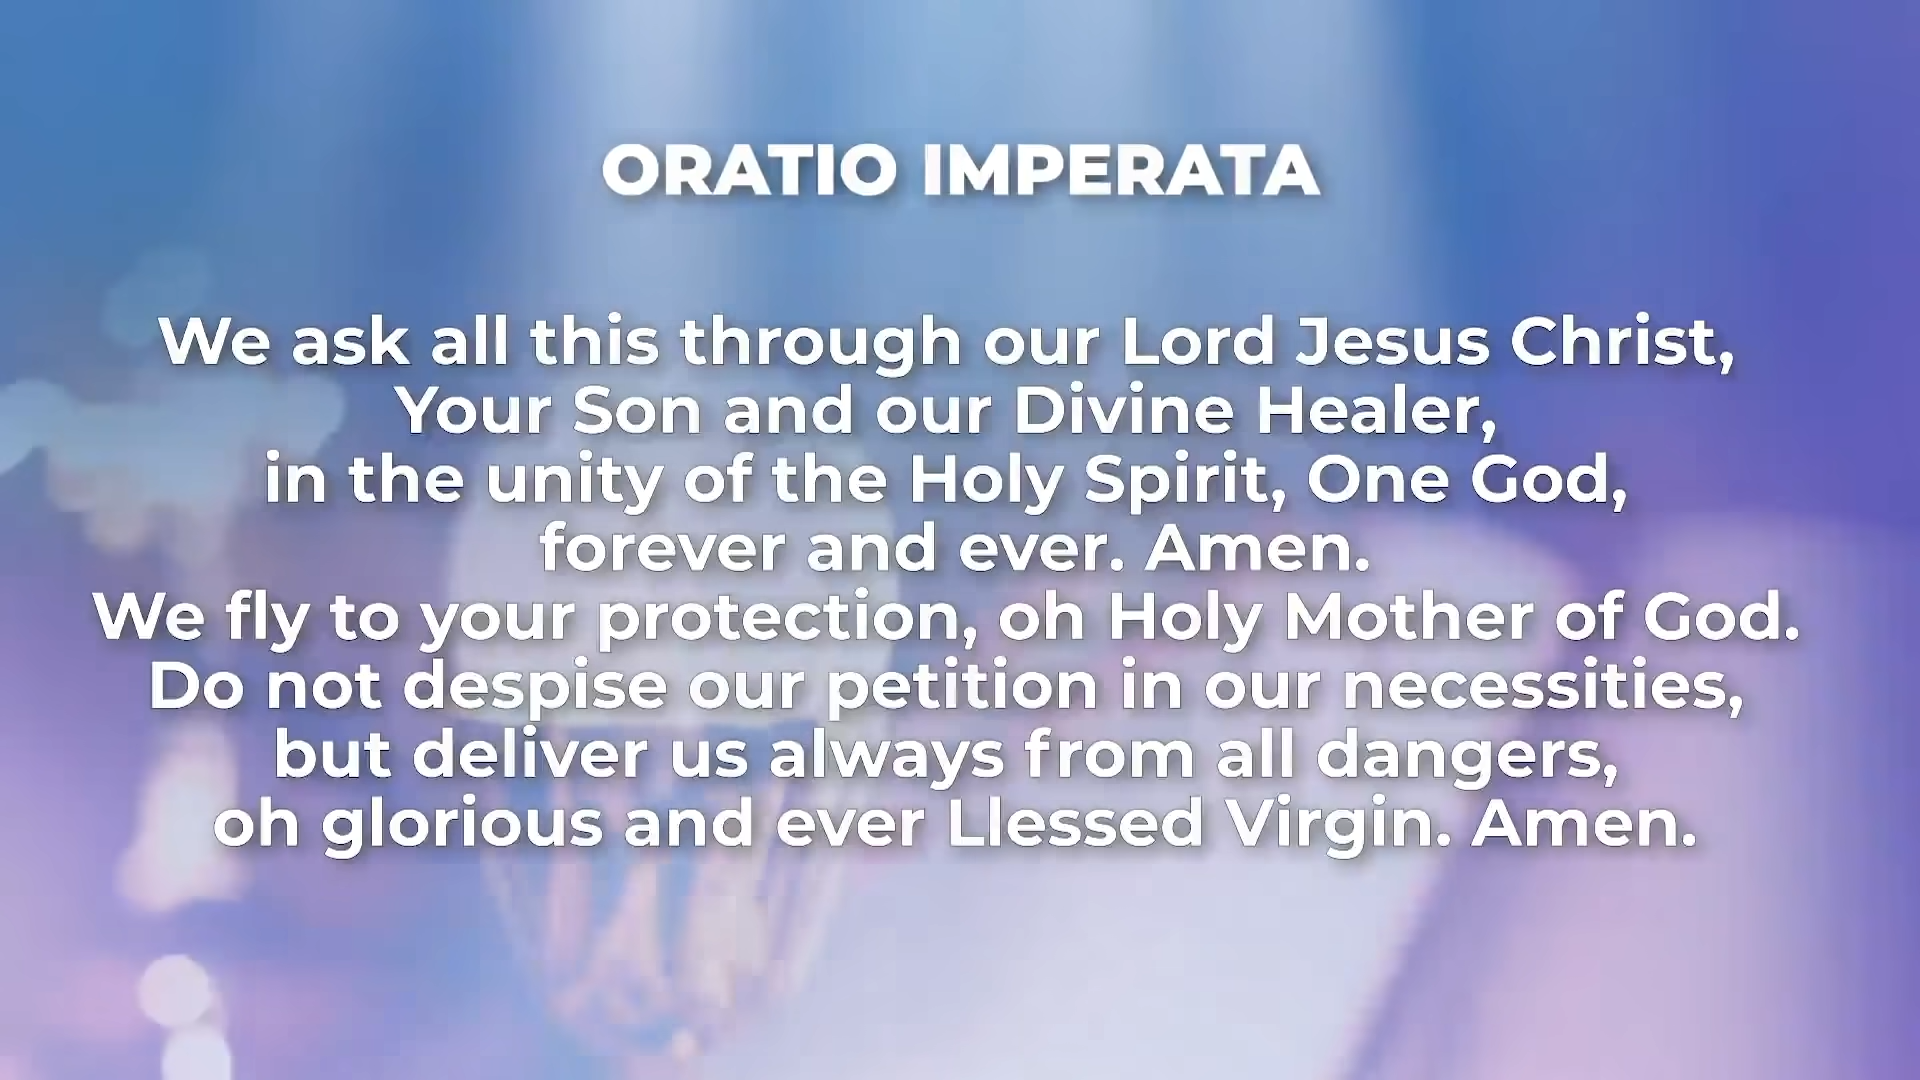 ORATIO IMPERATA
We ask all this through our Lord Jesus Christ,
Your Son and our Divine Healer,
in the unity of the Holy Spirit, One God,
forever and ever. Amen.
We fly to your protection, oh Holy Mother of God.
Do not despise our petition in our necessities,
but deliver us always from all dangers,
oh glorious and ever Llessed Virgin. Amen.